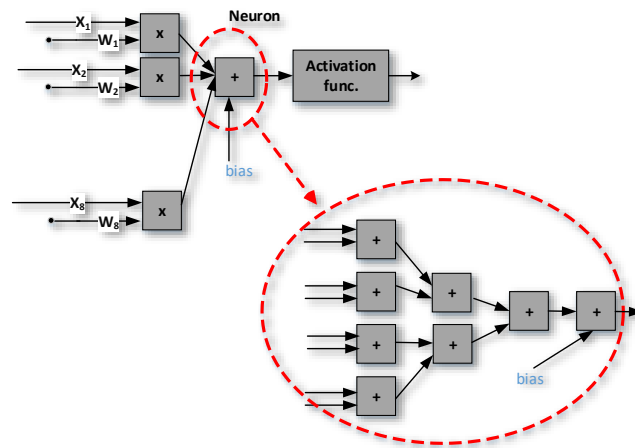 Neuron
X1
W1
x
X2
W2
x
+
Activation
func.
bias
X8
W8
x
+
+
+
+
+
+
+
+
bias